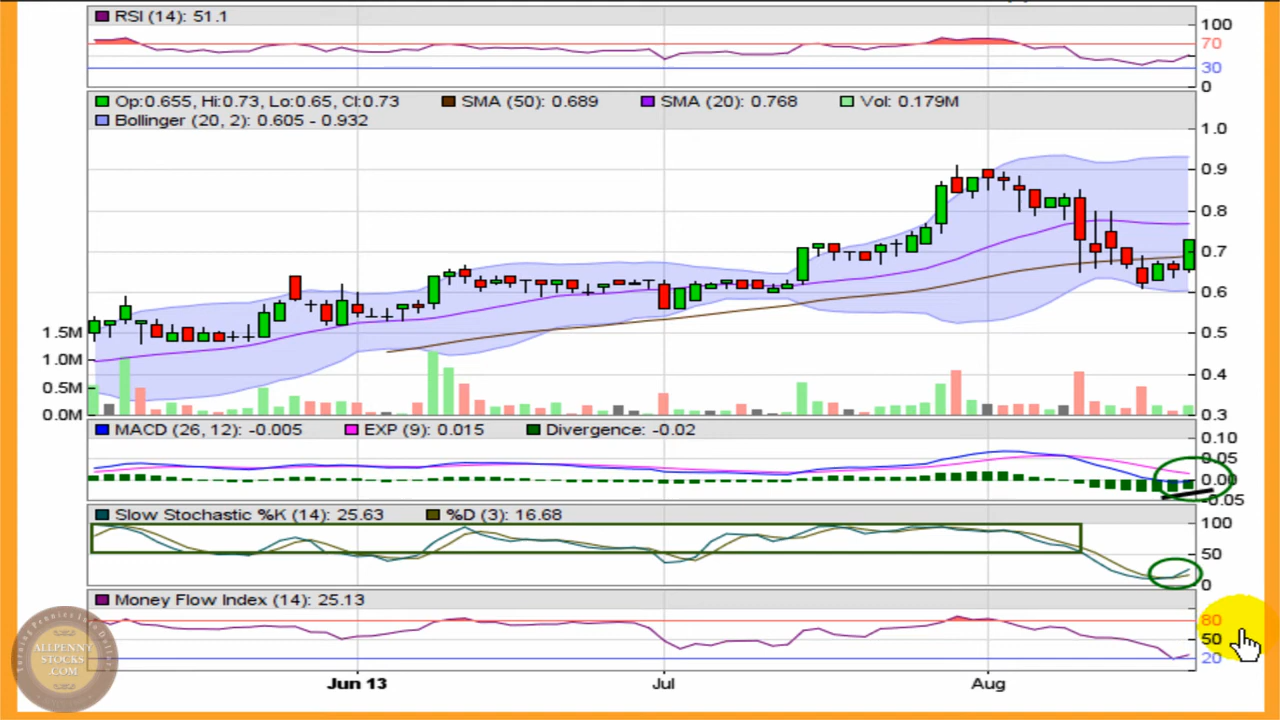 RSI (14): 51.1
100
70
30
0
Op:0.655, Hi:0.73, Lo:0.65, Cl:0.73 SMA (50): 0.689 SMA (20): 0.768 Vol: 0.179M
Bollinger (20, 2): 0.605 - 0.932
1.0
0.9
0.8
0.7
0.6
1.5M 0.5
1.0M
0.5M 0.4
0.0M 0.3
MACD (26, 12): -0.005 EXP (9): 0.015 Divergence: -0.02
0.10
0.05
0.00
-0.05
Slow Stochastic %K (14): 25.63 %D (3): 16.68
100
50
0
Money Flow Index (14): 25.13
80
50
20
Turning Pennies Into Dollars
ALLPENNY
STOCKS
.COM
Jun 13 Jul Aug